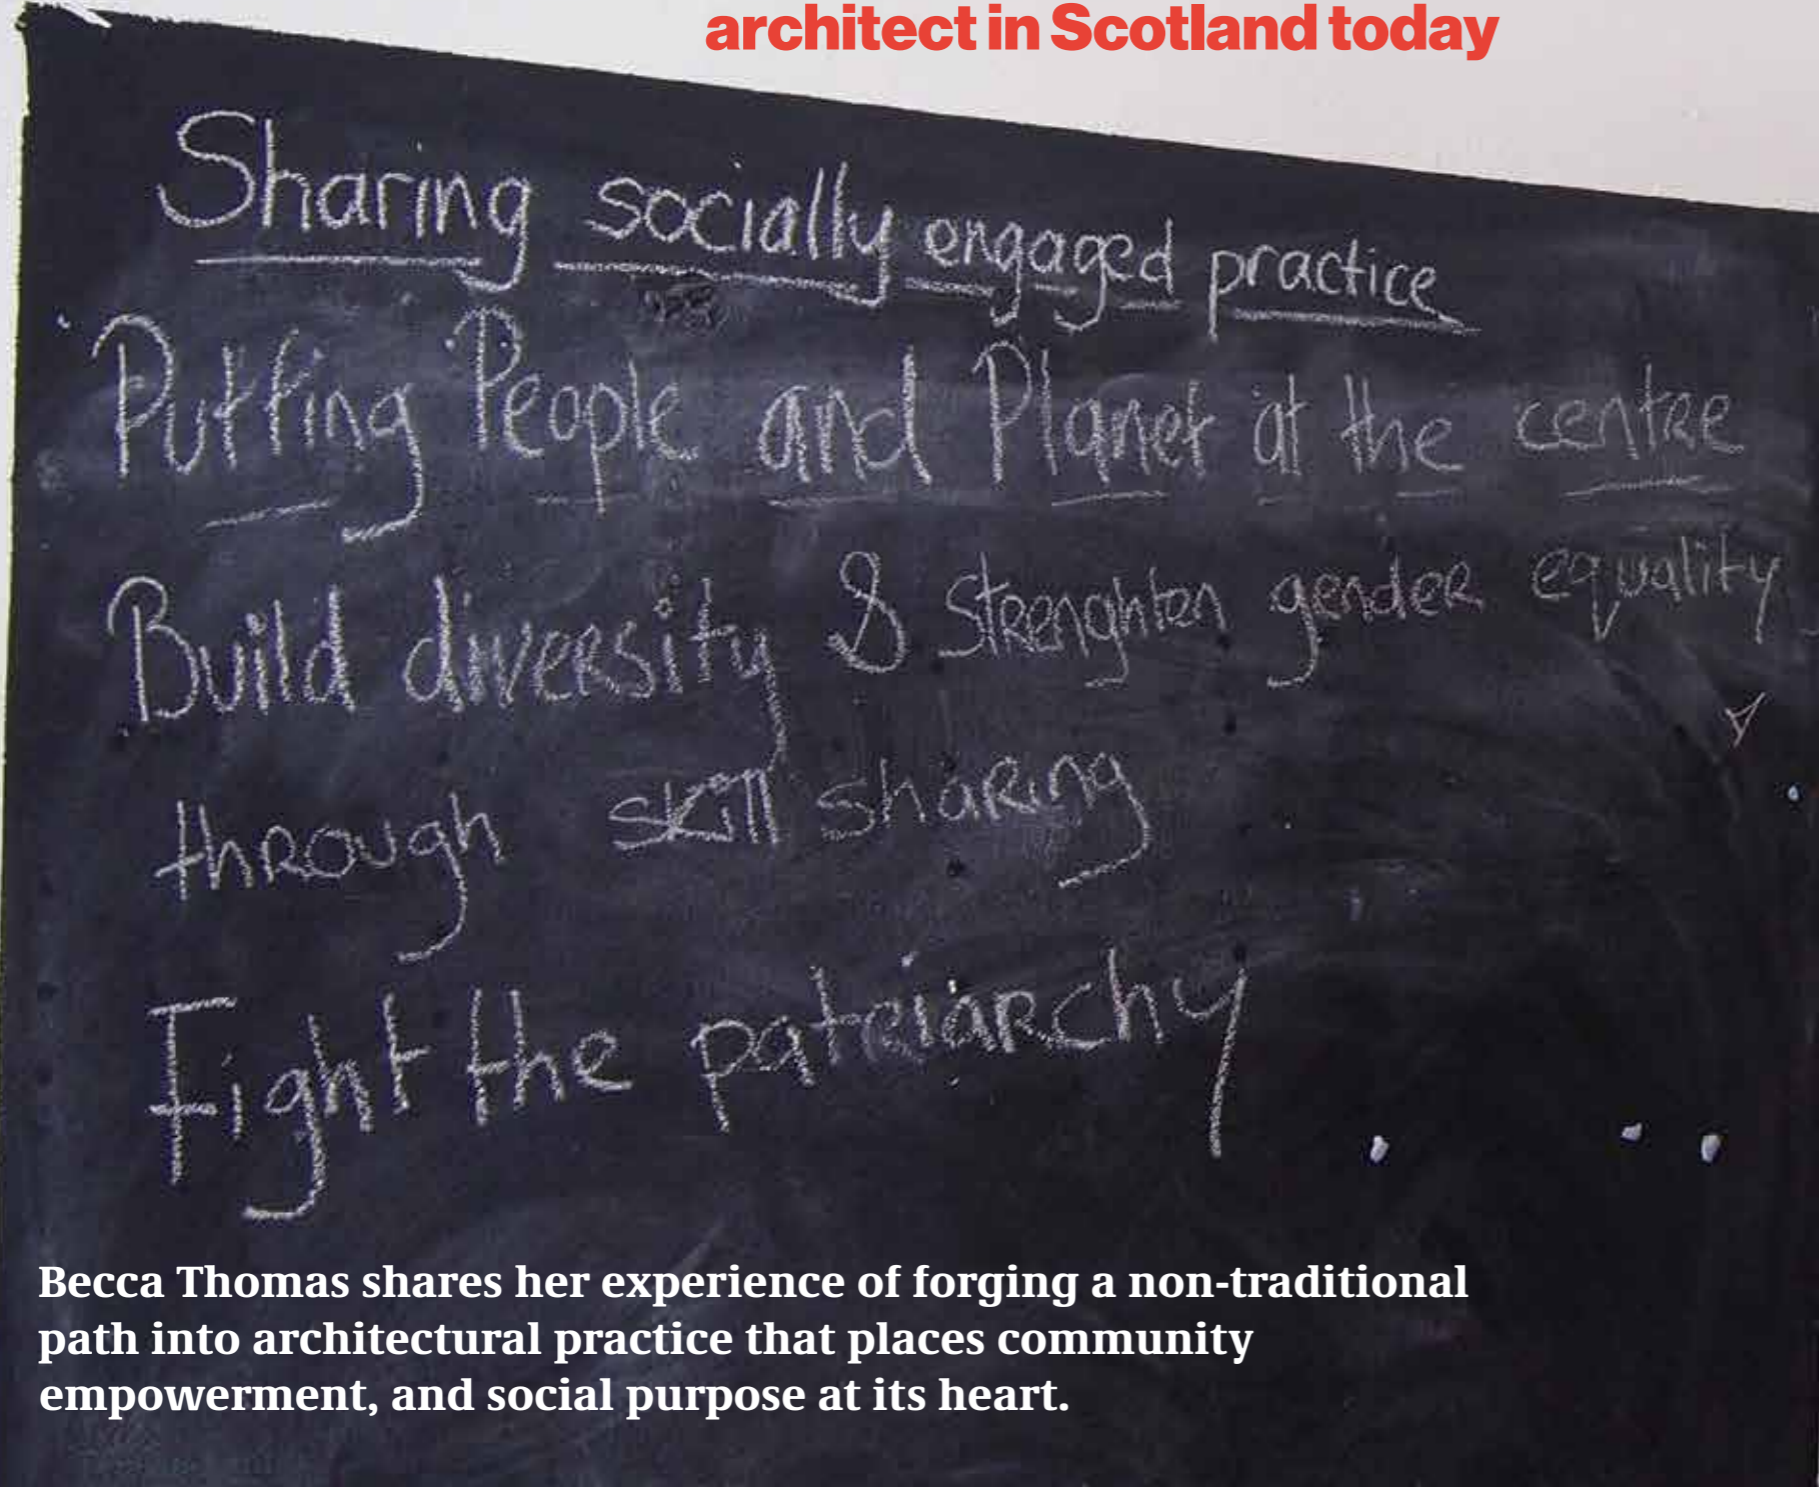 architect in Scotland today
Sharing socially engaged practice
Putting People and Planet at the centre
Build diversity & Strenghten gender equality
through skill sharing
Fight the patriarchy
Becca Thomas shares her experience of forging a non-traditional
path into architectural practice that places community
empowerment, and social purpose at its heart.